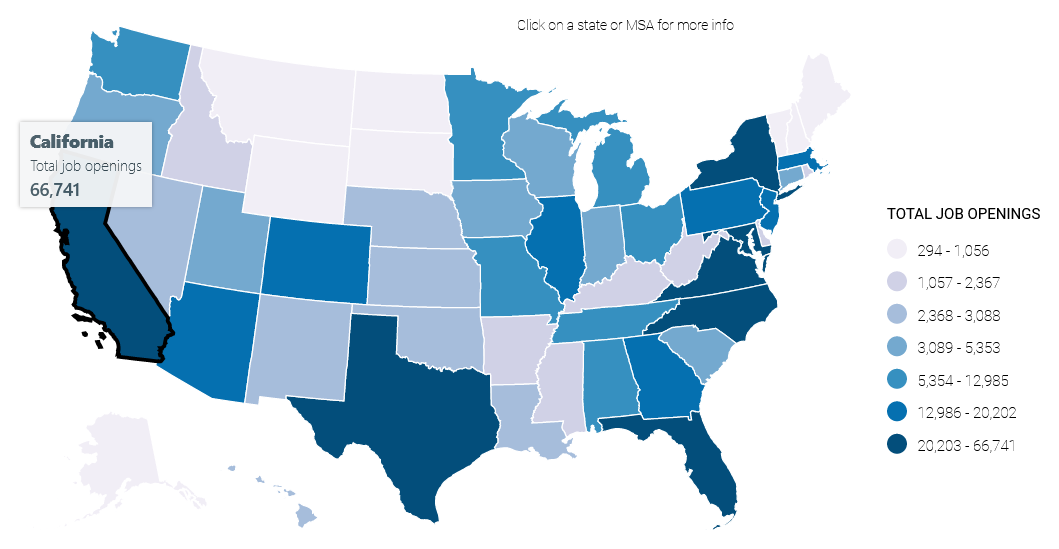 Click on a state or MSA for more info
California
Total job openings
66,741
TOTAL JOB OPENINGS
294 - 1,056
1,057 - 2,367
2,368 - 3,088
3,089 - 5,353
5,354 - 12,985
12,986 - 20,202
20,203 - 66,741